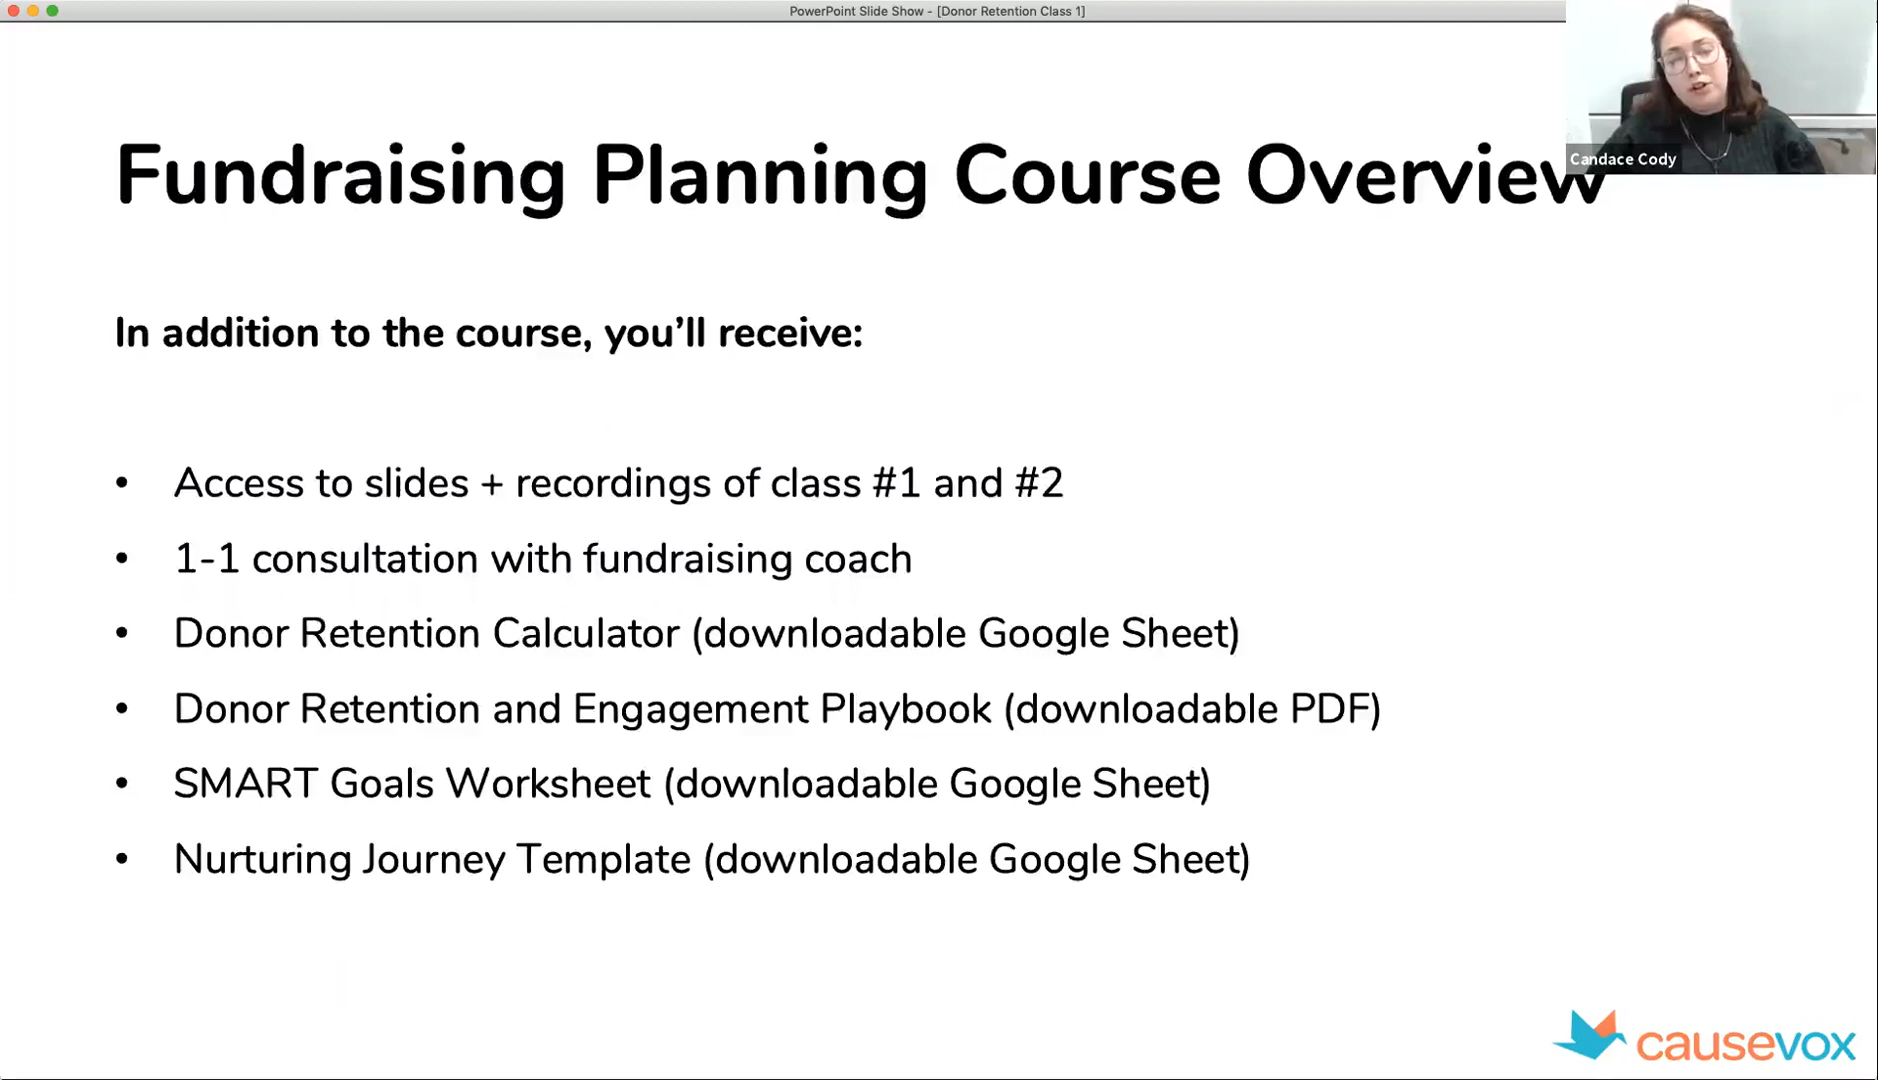 PowerPoint Slide Show - [Donor Retention Class 1]
Candace Cody
Fundraising Planning Course Overview
In addition to the course, you’ll receive:
• Access to slides + recordings of class #1 and #2
• 1-1 consultation with fundraising coach
• Donor Retention Calculator (downloadable Google Sheet)
• Donor Retention and Engagement Playbook (downloadable PDF)
• SMART Goals Worksheet (downloadable Google Sheet)
• Nurturing Journey Template (downloadable Google Sheet)
causevox